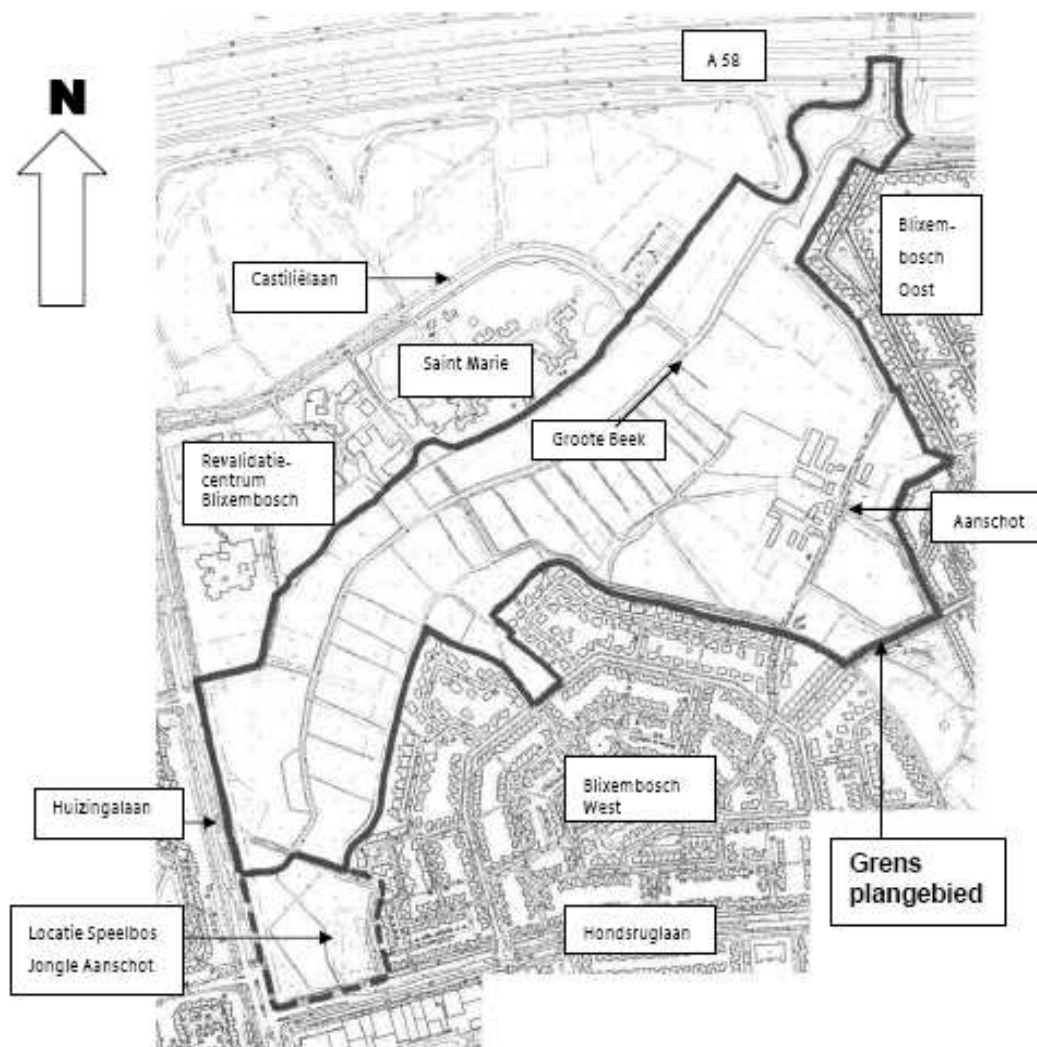 A 58
N
Blixem-
bosch
Oost
Castiliëlaan
Saint Marie
Groote Beek
Revalidatie-
centrum
Blixembosch
Aanschot
Huizingalaan
Blixembosch
West
Grens
plangebied
Locatie Speelbos
Jongle Aanschot
Hondsruglaan